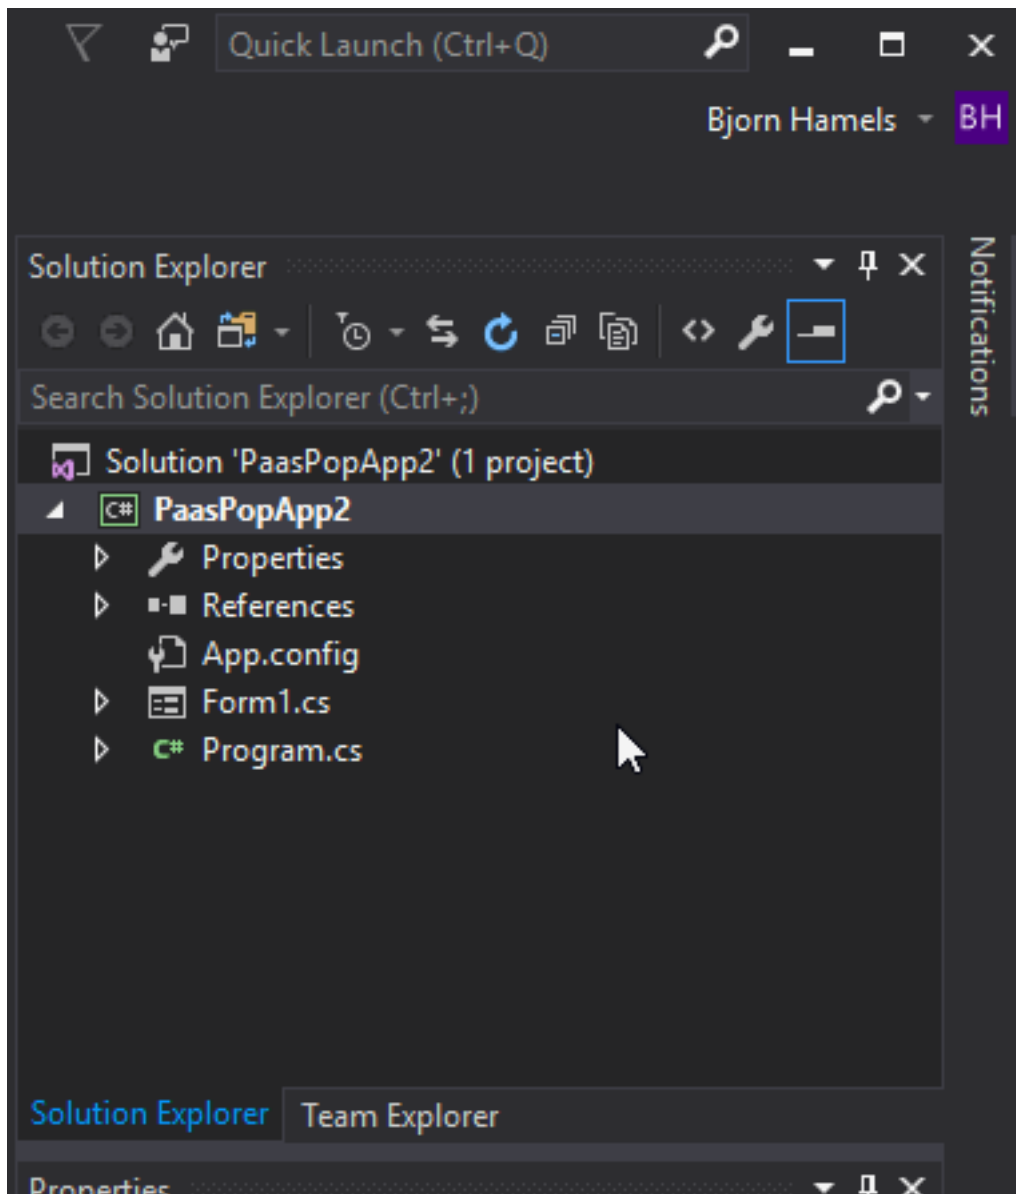 Quick Launch (Ctrl+Q)
Bjorn Hamels BH
Notifications
Solution Explorer
Search Solution Explorer (Ctrl+;)
Solution 'PaasPopApp2' (1 project)
C# PaasPopApp2
Properties
References
App.config
Form1.cs
C# Program.cs
Solution Explorer Team Explorer
Properties